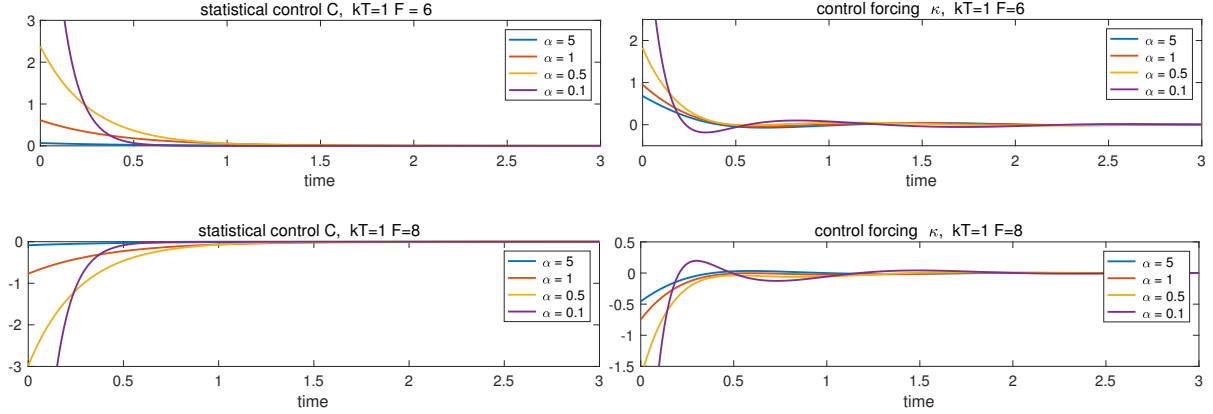 statistical control C, kT=1 F = 6
3
2
1
0
0 0.5 1 1.5 2 2.5 3
time
α = 5
α = 1
α = 0.5
α = 0.1
control forcing κ, kT=1 F=6
2
1
0
0 0.5 1 1.5 2 2.5 3
time
α = 5
α = 1
α = 0.5
α = 0.1
statistical control C, kT=1 F=8
0
-1
-2
-3
0 0.5 1 1.5 2 2.5 3
time
α = 5
α = 1
α = 0.5
α = 0.1
control forcing κ, kT=1 F=8
0.5
0
-0.5
-1
-1.5
0 0.5 1 1.5 2 2.5 3
time
α = 5
α = 1
α = 0.5
α = 0.1